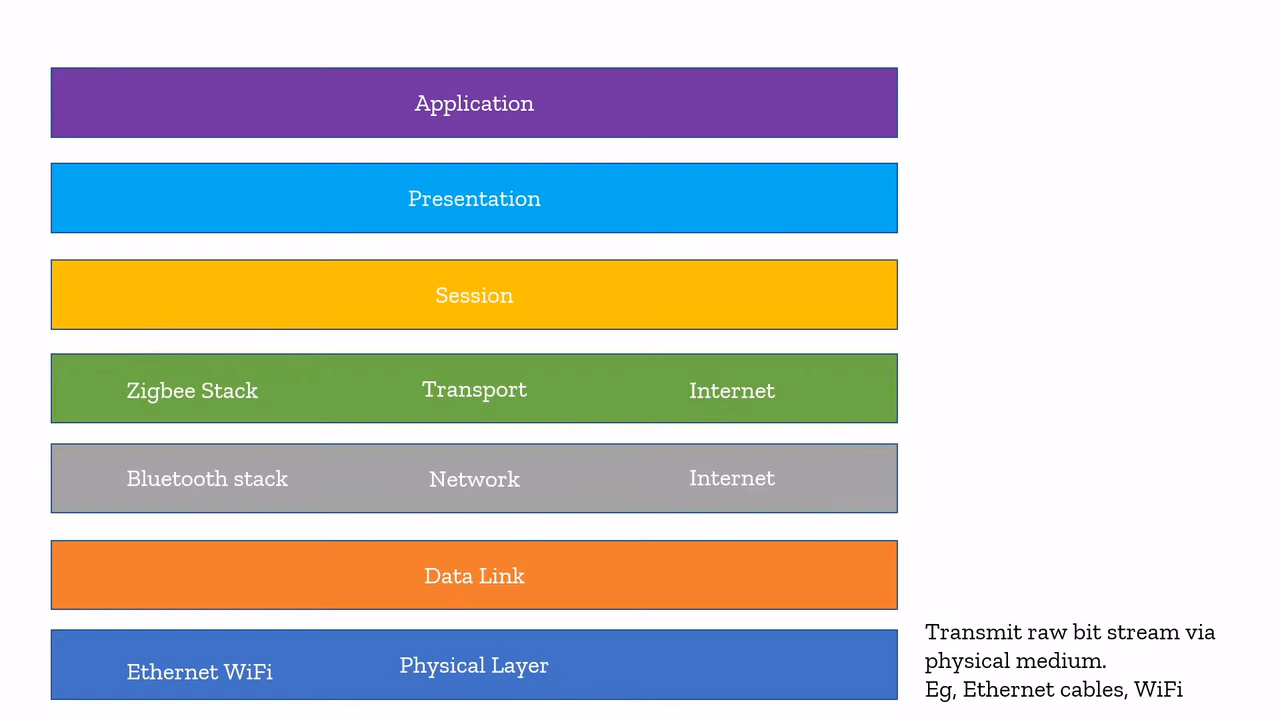 Application
Presentation
Session
Zigbee Stack Transport Internet
Bluetooth stack Network Internet
Data Link
Ethernet WiFi Physical Layer
Transmit raw bit stream via
physical medium.
Eg, Ethernet cables, WiFi